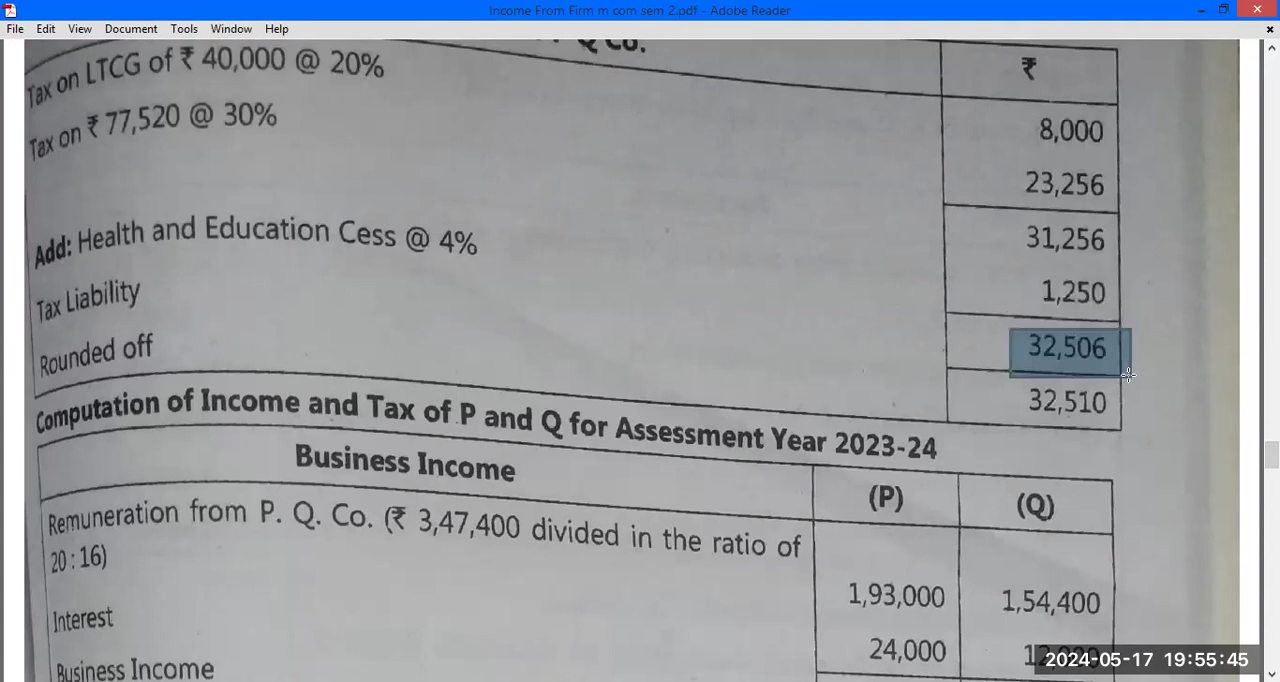 Income From Firm m com sem 2.pdf - Adobe Reader
File Edit View Document Tools Window Help
Q Co.
₹
Tax on LTCG of ₹ 40,000 @ 20% 8,000
Tax on ₹ 77,520 @ 30% 23,256
31,256
Add: Health and Education Cess @ 4% 1,250
Tax Liability 32,506
Rounded off 32,510
Computation of Income and Tax of P and Q for Assessment Year 2023-24
Business Income (P) (Q)
Remuneration from P. Q. Co. (₹ 3,47,400 divided in the ratio of
20 : 16) 1,93,000 1,54,400
Interest 24,000
Business Income
2024-05-17 19:55:45